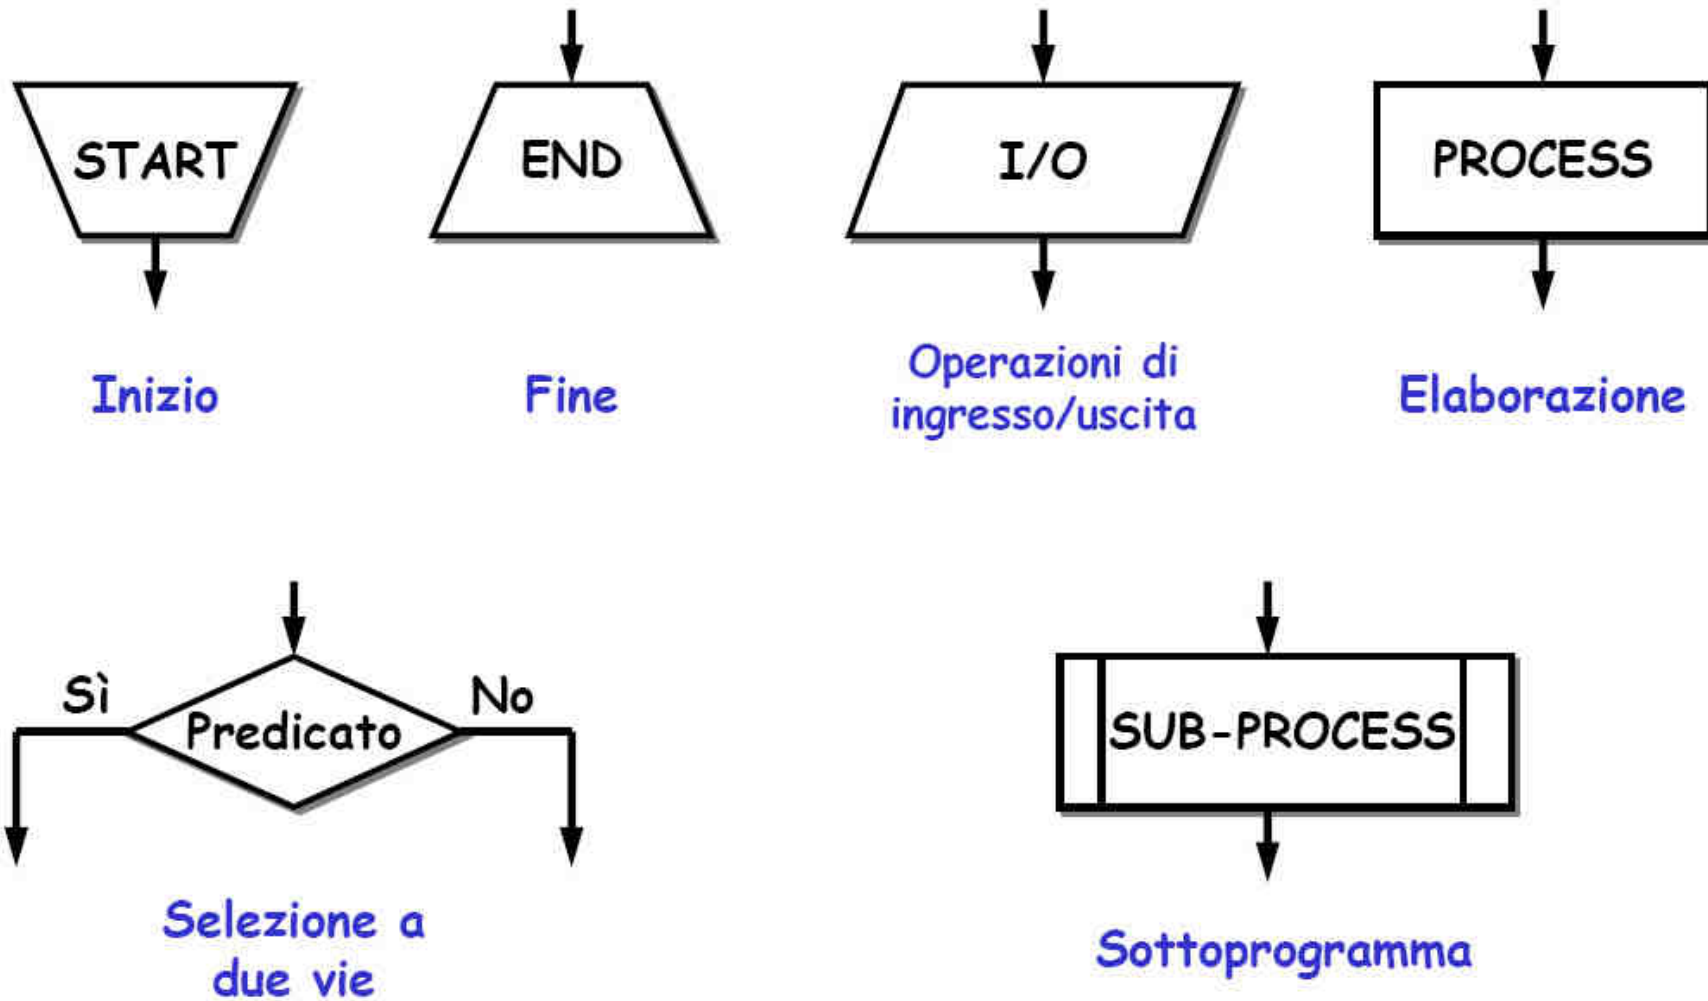 START
END
I/O
PROCESS
Inizio
Fine
Operazioni di
ingresso/uscita
Elaborazione
Sì
No
Predicato
SUB-PROCESS
Selezione a
due vie
Sottoprogramma